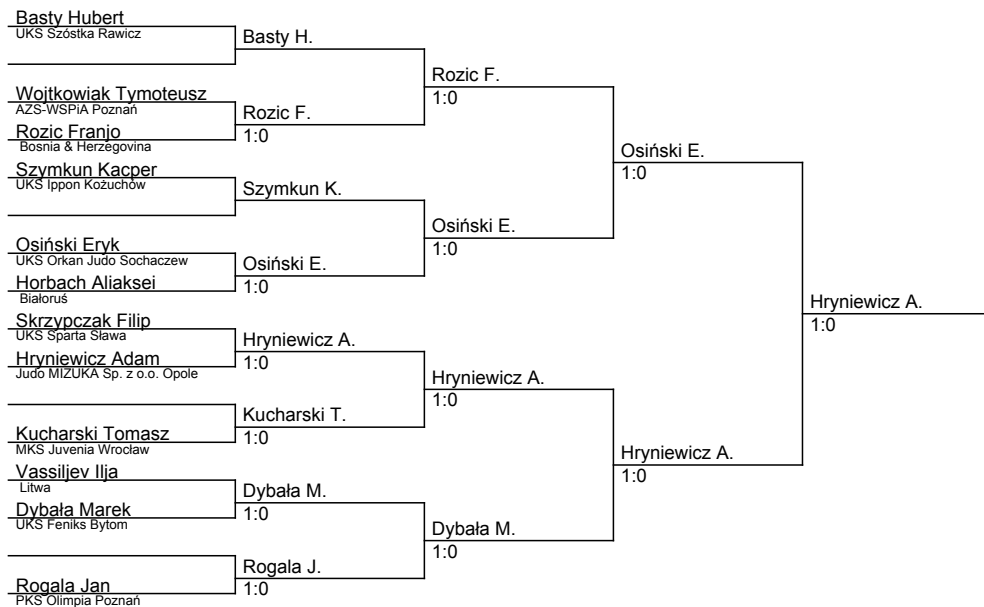 Basty Hubert
UKS Szóstka Rawicz
Wojtkowiak Tymoteusz
AZS-WSPiA Poznań
Rozic Franjo
Bosnia & Herzegovina
Szymkun Kacper
UKS Ippon Kożuchów
Osiński Eryk
UKS Orkan Judo Sochaczew
Horbach Aliaksei
Białoruś
Skrzypczak Filip
UKS Sparta Sława
Hryniewicz Adam
Judo MIZUKA Sp. z o.o. Opole
Kucharski Tomasz
MKS Juvenia Wrocław
Vassiljev Ilja
Litwa
Dybała Marek
UKS Feniks Bytom
Rogala Jan
PKS Olimpia Poznań
Basty H.
Rozic F.
1:0
Szymkun K.
Osiński E.
1:0
Hryniewicz A.
1:0
Kucharski T.
1:0
Dybała M.
1:0
Rogala J.
1:0
Rozic F.
1:0
Osiński E.
1:0
Hryniewicz A.
1:0
Dybała M.
1:0
Osiński E.
1:0
Hryniewicz A.
1:0
Hryniewicz A.
1:0